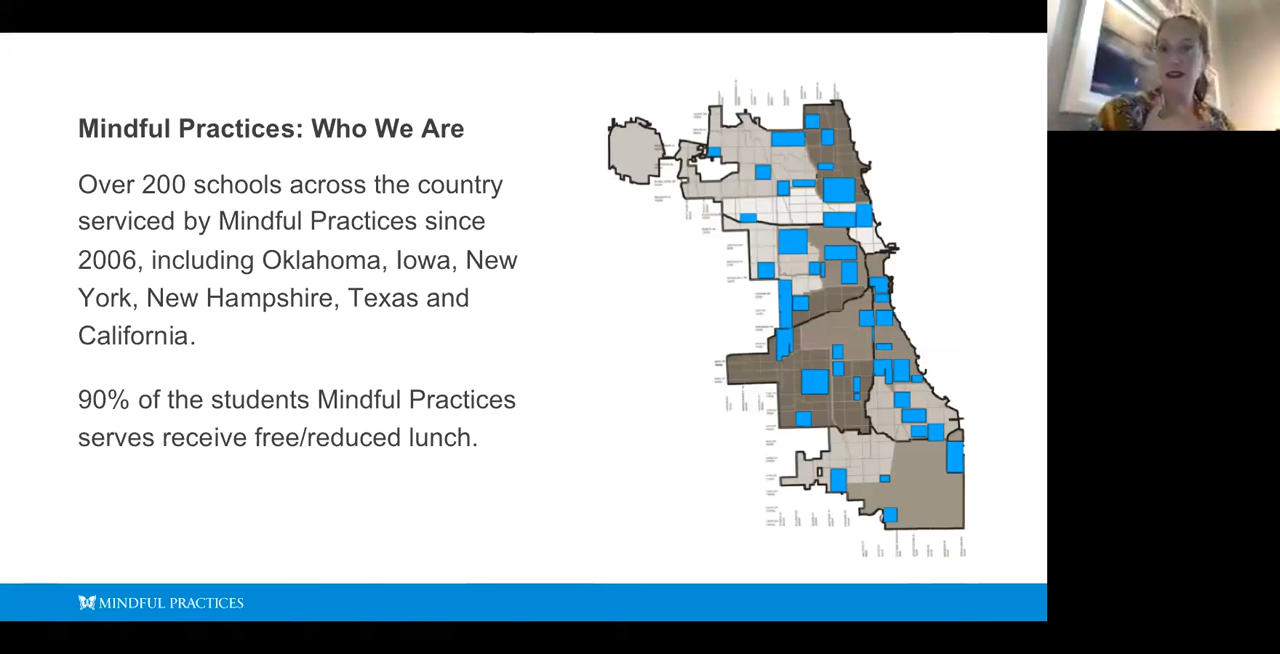 Mindful Practices: Who We Are
Over 200 schools across the country
serviced by Mindful Practices since
2006, including Oklahoma, Iowa, New
York, New Hampshire, Texas and
California.
90% of the students Mindful Practices
serves receive free/reduced lunch.
MINDFUL PRACTICES